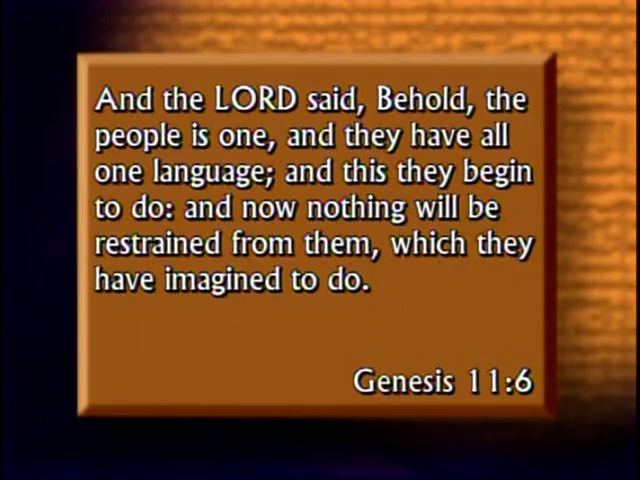 And the LORD said, Behold, the
people is one, and they have all
one language; and this they begin
to do: and now nothing will be
restrained from them, which they
have imagined to do.
Genesis 11:6